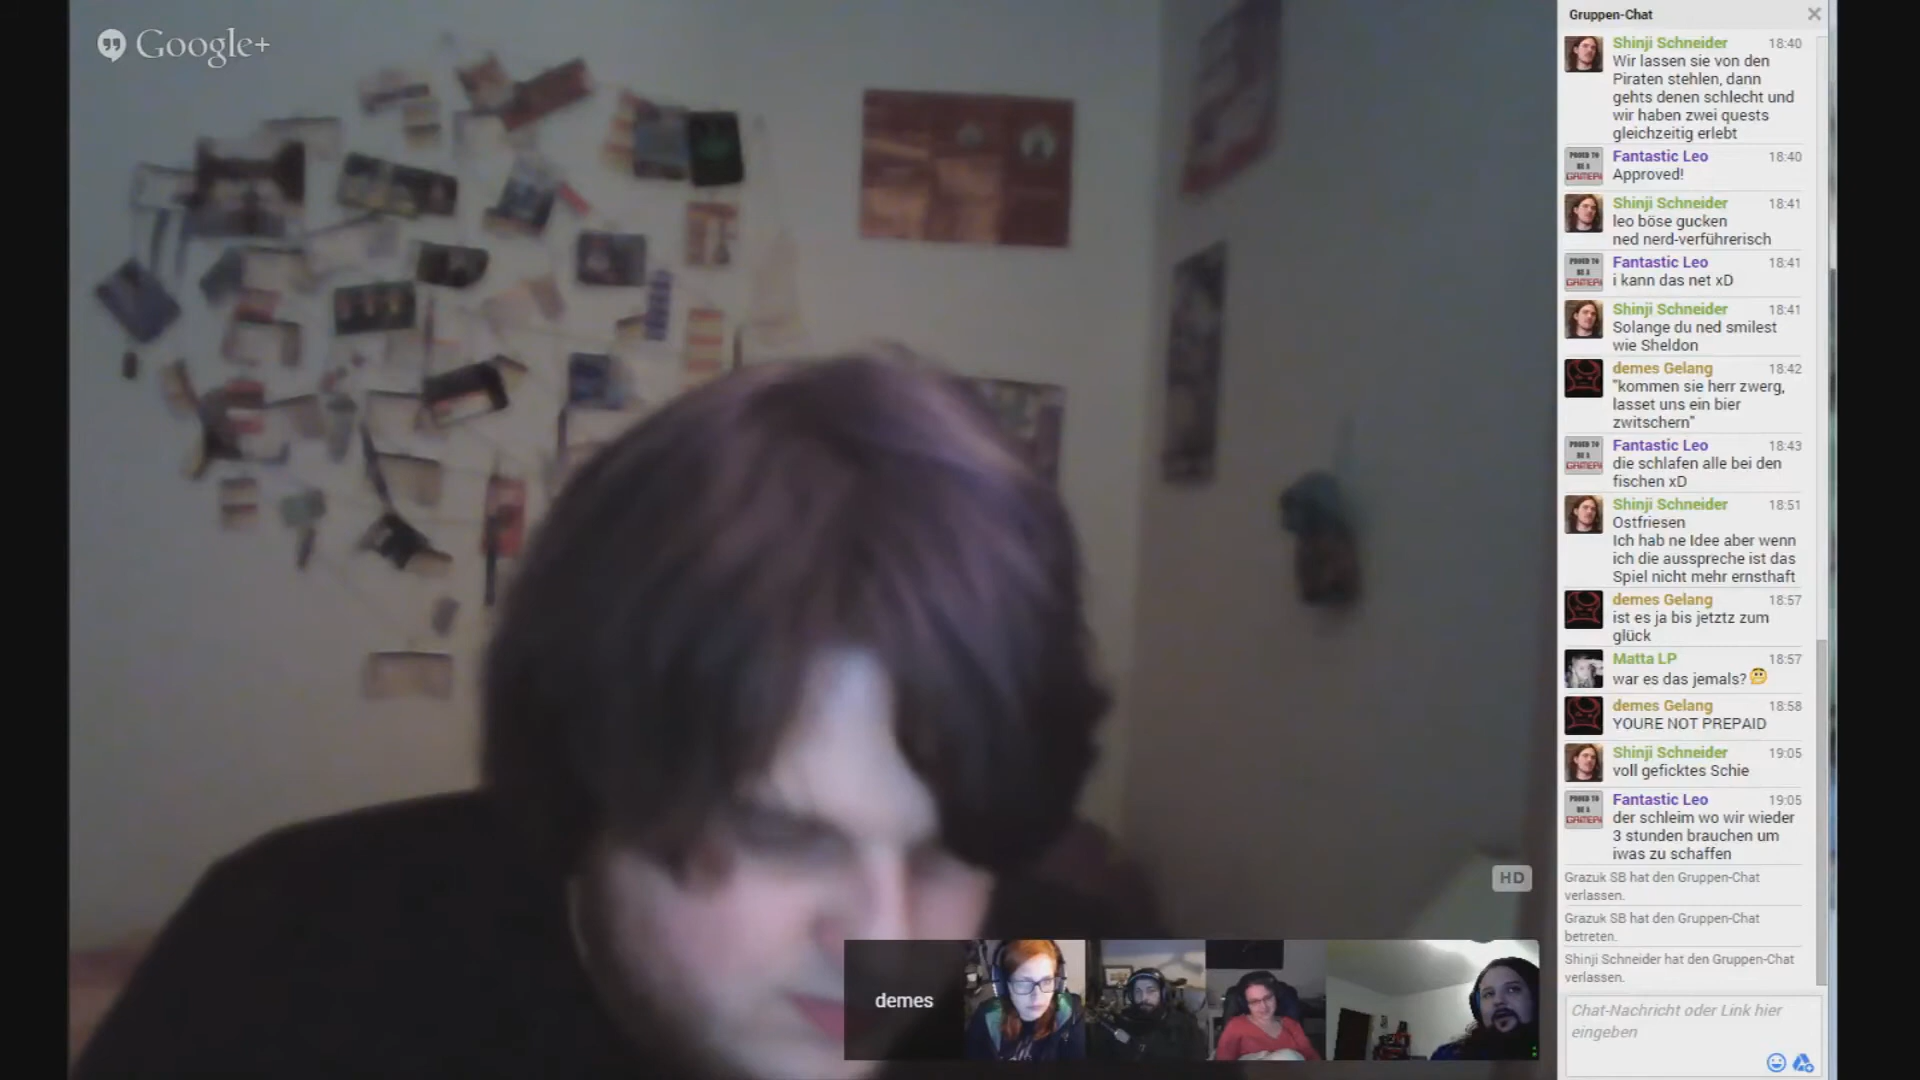 Google+
Gruppen-Chat
Shinji Schneider 18:40
Wir lassen sie von den
Piraten stehlen, dann
gehts denen schlecht und
wir haben zwei quests
gleichzeitig erlebt
Fantastic Leo 18:40
Approved!
Shinji Schneider 18:41
leo böse gucken
ned nerd-verführerisch
Fantastic Leo 18:41
i kann das net xD
Shinji Schneider 18:41
Solange du ned smilest
wie Sheldon
demes Gelang 18:42
"kommen sie herr zwerg,
lasset uns ein bier
zwitschern"
Fantastic Leo 18:43
die schlafen alle bei den
fischen xD
Shinji Schneider 18:51
Ostfriesen
Ich hab ne Idee aber wenn
ich die ausspreche ist das
Spiel nicht mehr ernsthaft
demes Gelang 18:57
ist es ja bis jetztz zum
glück
Matta LP 18:57
war es das jemals?
demes Gelang 18:58
YOURE NOT PREPAID
Shinji Schneider 19:05
voll geficktes Schie
Fantastic Leo 19:05
der schleim wo wir wieder
3 stunden brauchen um
iwas zu schaffen
Grazuk SB hat den Gruppen-Chat
verlassen.
Grazuk SB hat den Gruppen-Chat
betreten.
Shinji Schneider hat den Gruppen-Chat
verlassen.
Chat-Nachricht oder Link hier
eingeben
HD
demes
PROUD TO
BE A
GAMER